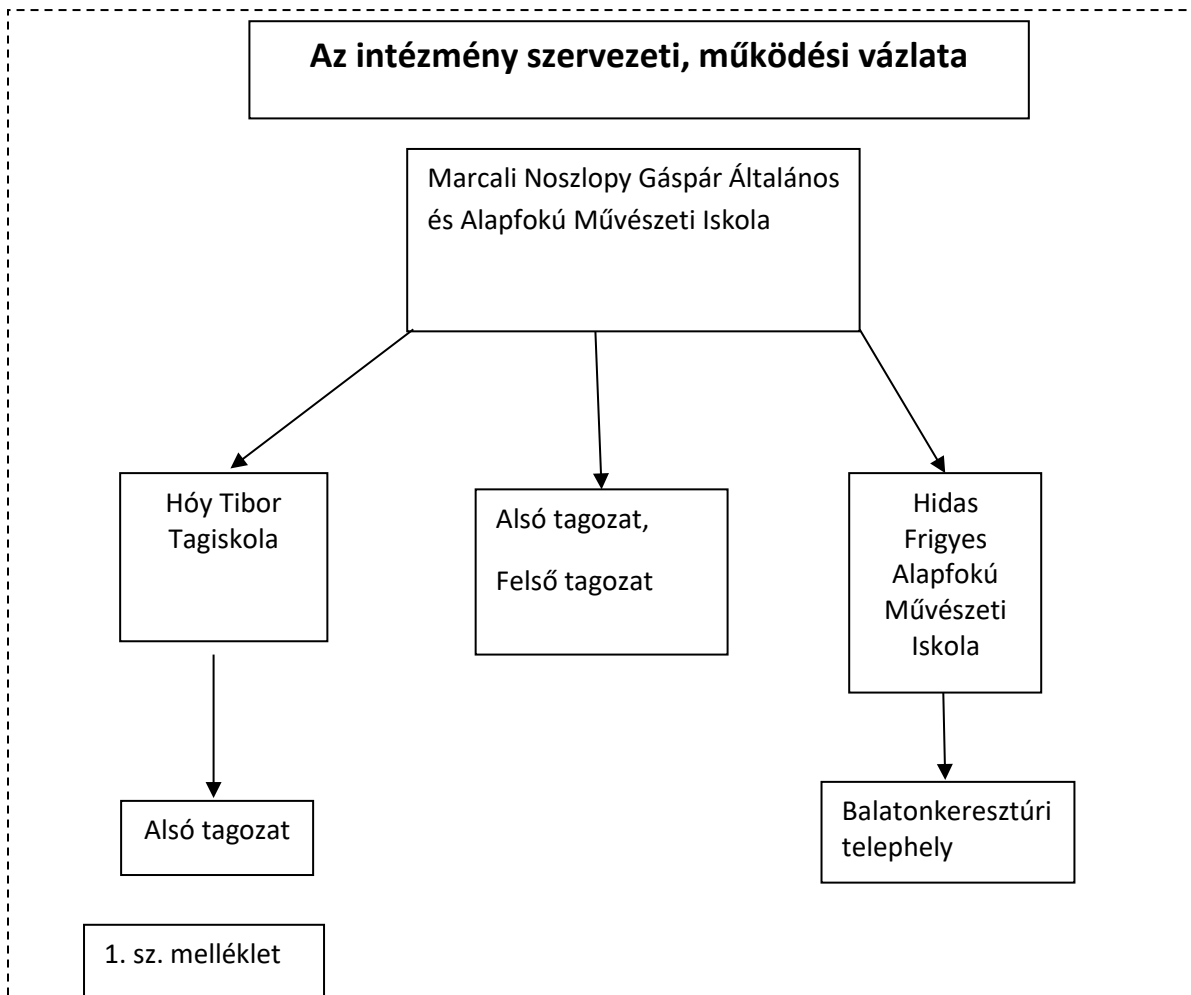 Az intézmény szervezeti, működési vázlata
Marcali Noszlopy Gáspár Általános
és Alapfokú Művészeti Iskola
Hóy Tibor
Tagiskola
Alsó tagozat,
Felső tagozat
Hidas
Frigyes
Alapfokú
Művészeti
Iskola
Alsó tagozat
Balatonkeresztúri
telephely
1. sz. melléklet